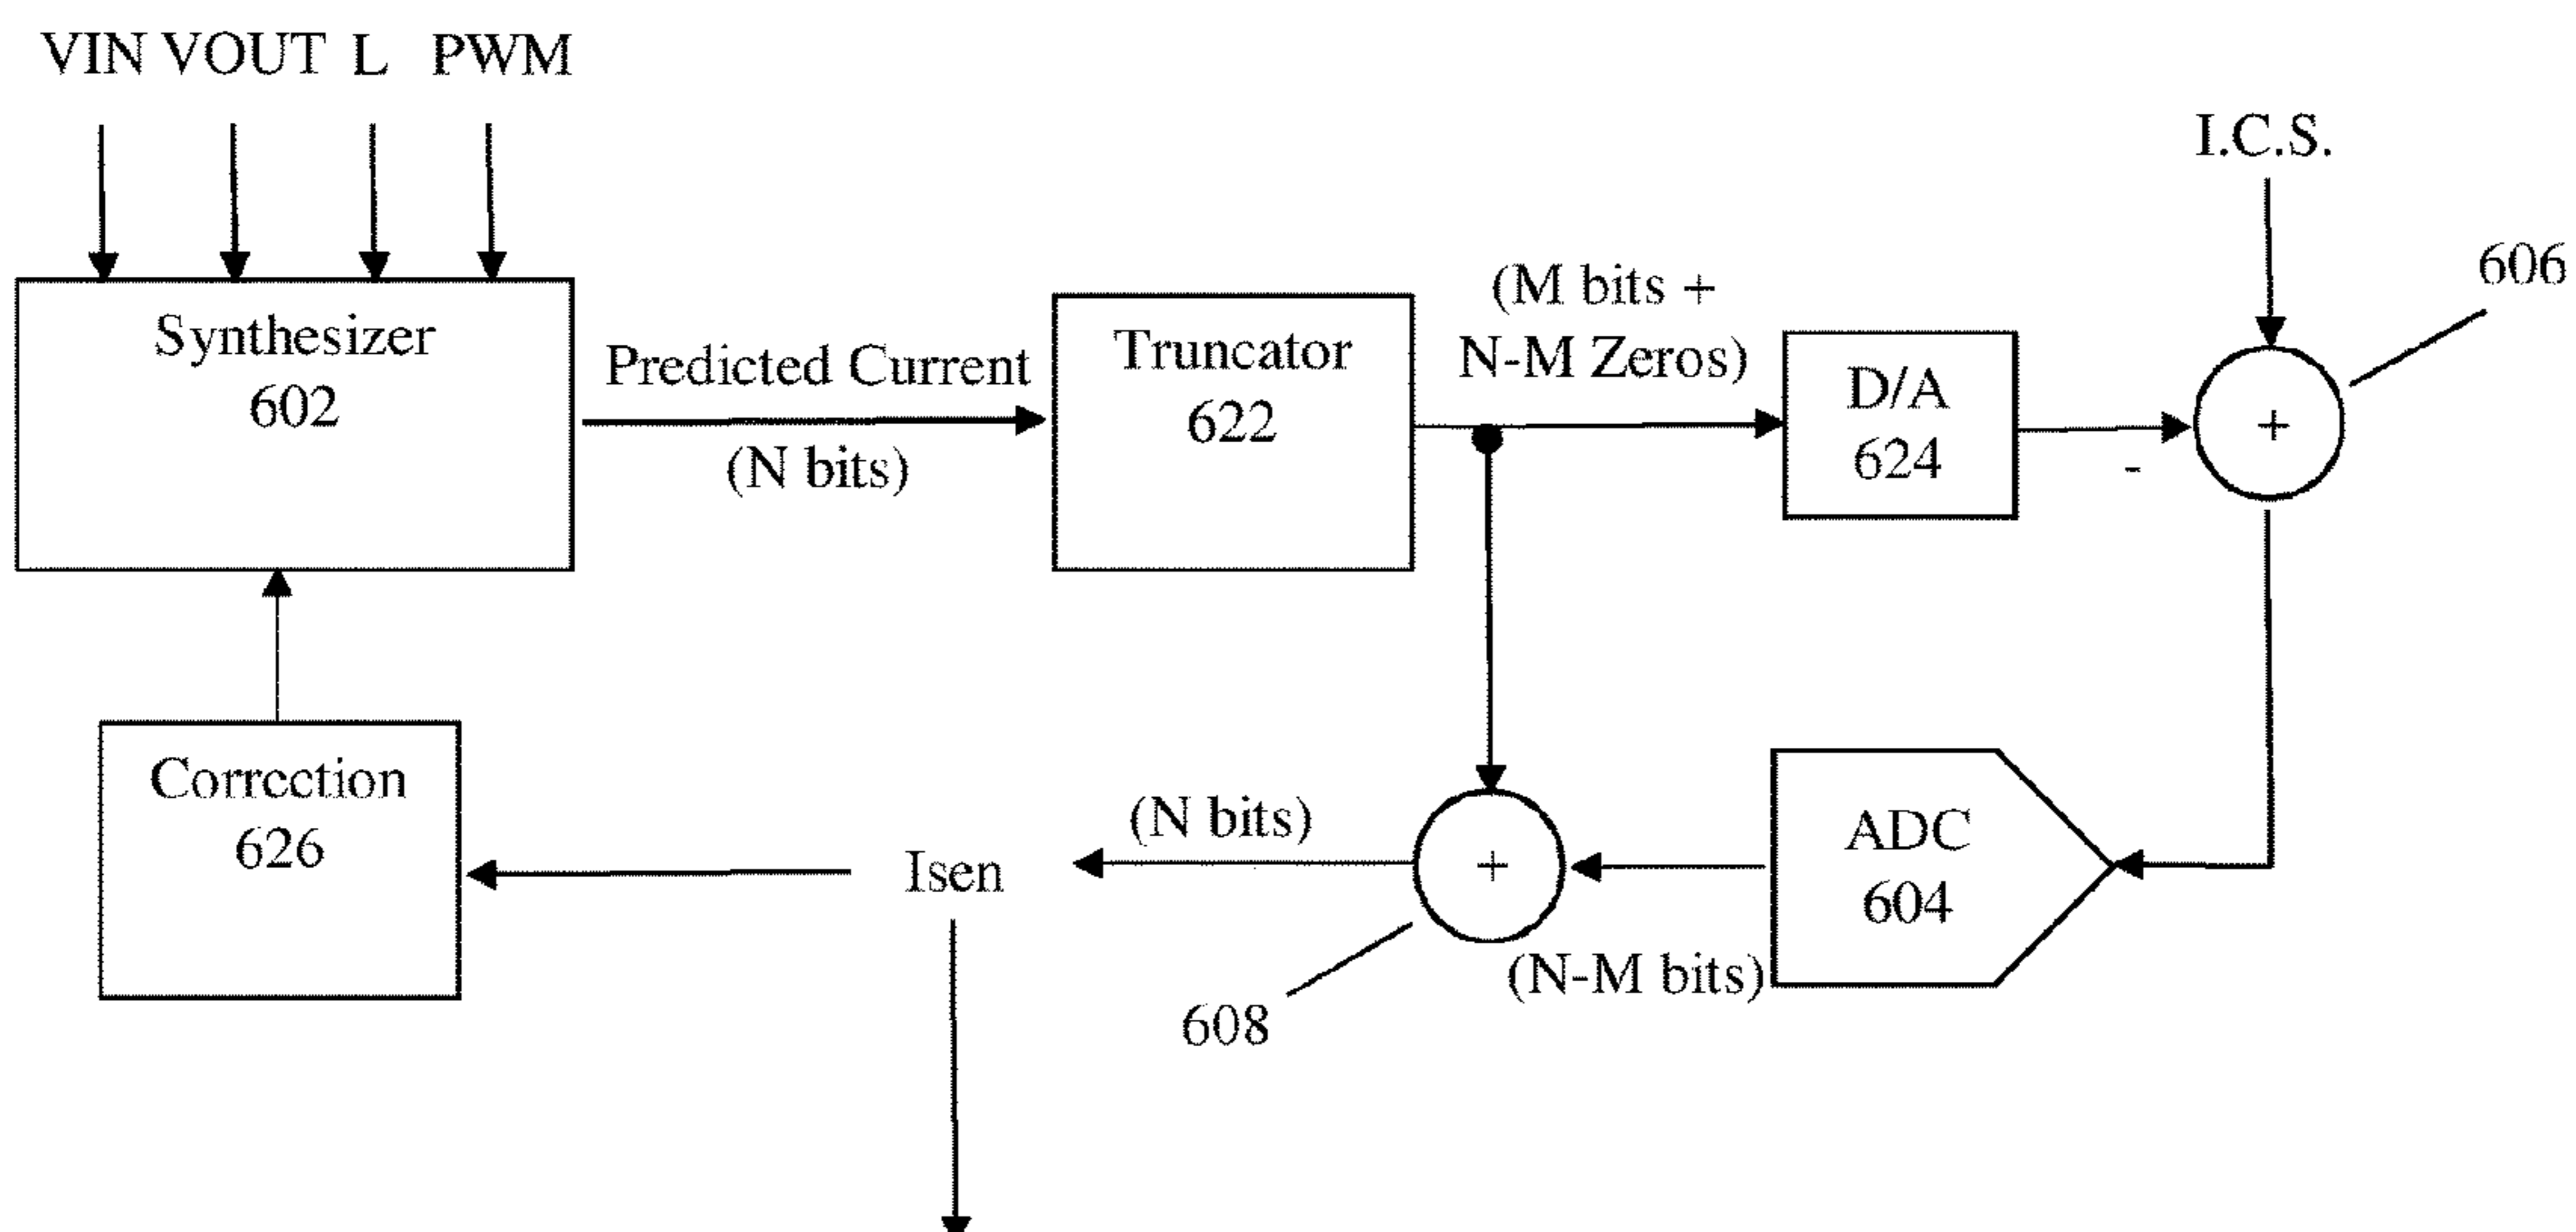 VIN VOUT L PWM
I.C.S.
606
Synthesizer
602
Predicted Current
(N bits)
Truncator
622
(M bits +
N-M Zeros)
D/A
624
-
+
Correction
626
Isen
(N bits)
+
608
(N-M bits)
ADC
604